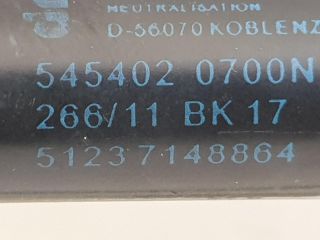 NEUTRALISATION
D-56070 KOBLENZ
545402 0700N
266/11 BK 17
51237148864